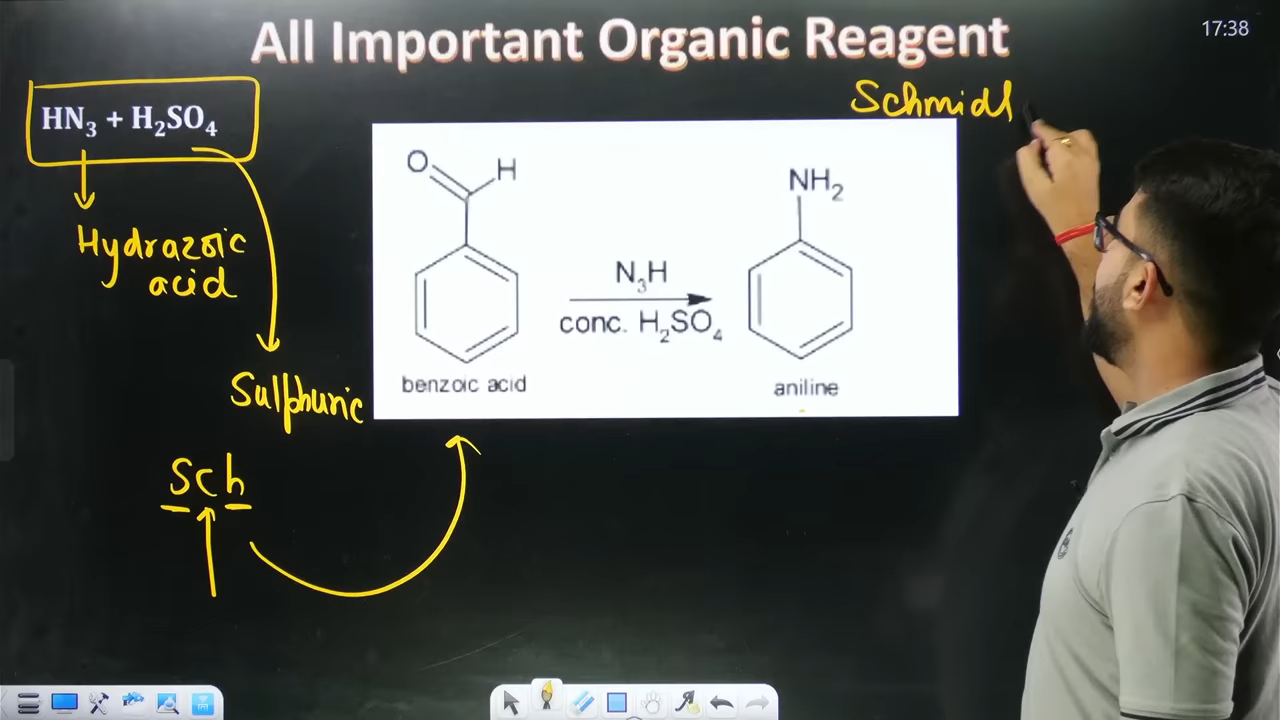 All Important Organic Reagent
17:38
HN₃ + H₂SO₄
Schmidt
Hydrazoic
acid
Sulphuric
Sch
O
H
N₃H
conc. H₂SO₄
benzoic acid
NH₂
aniline